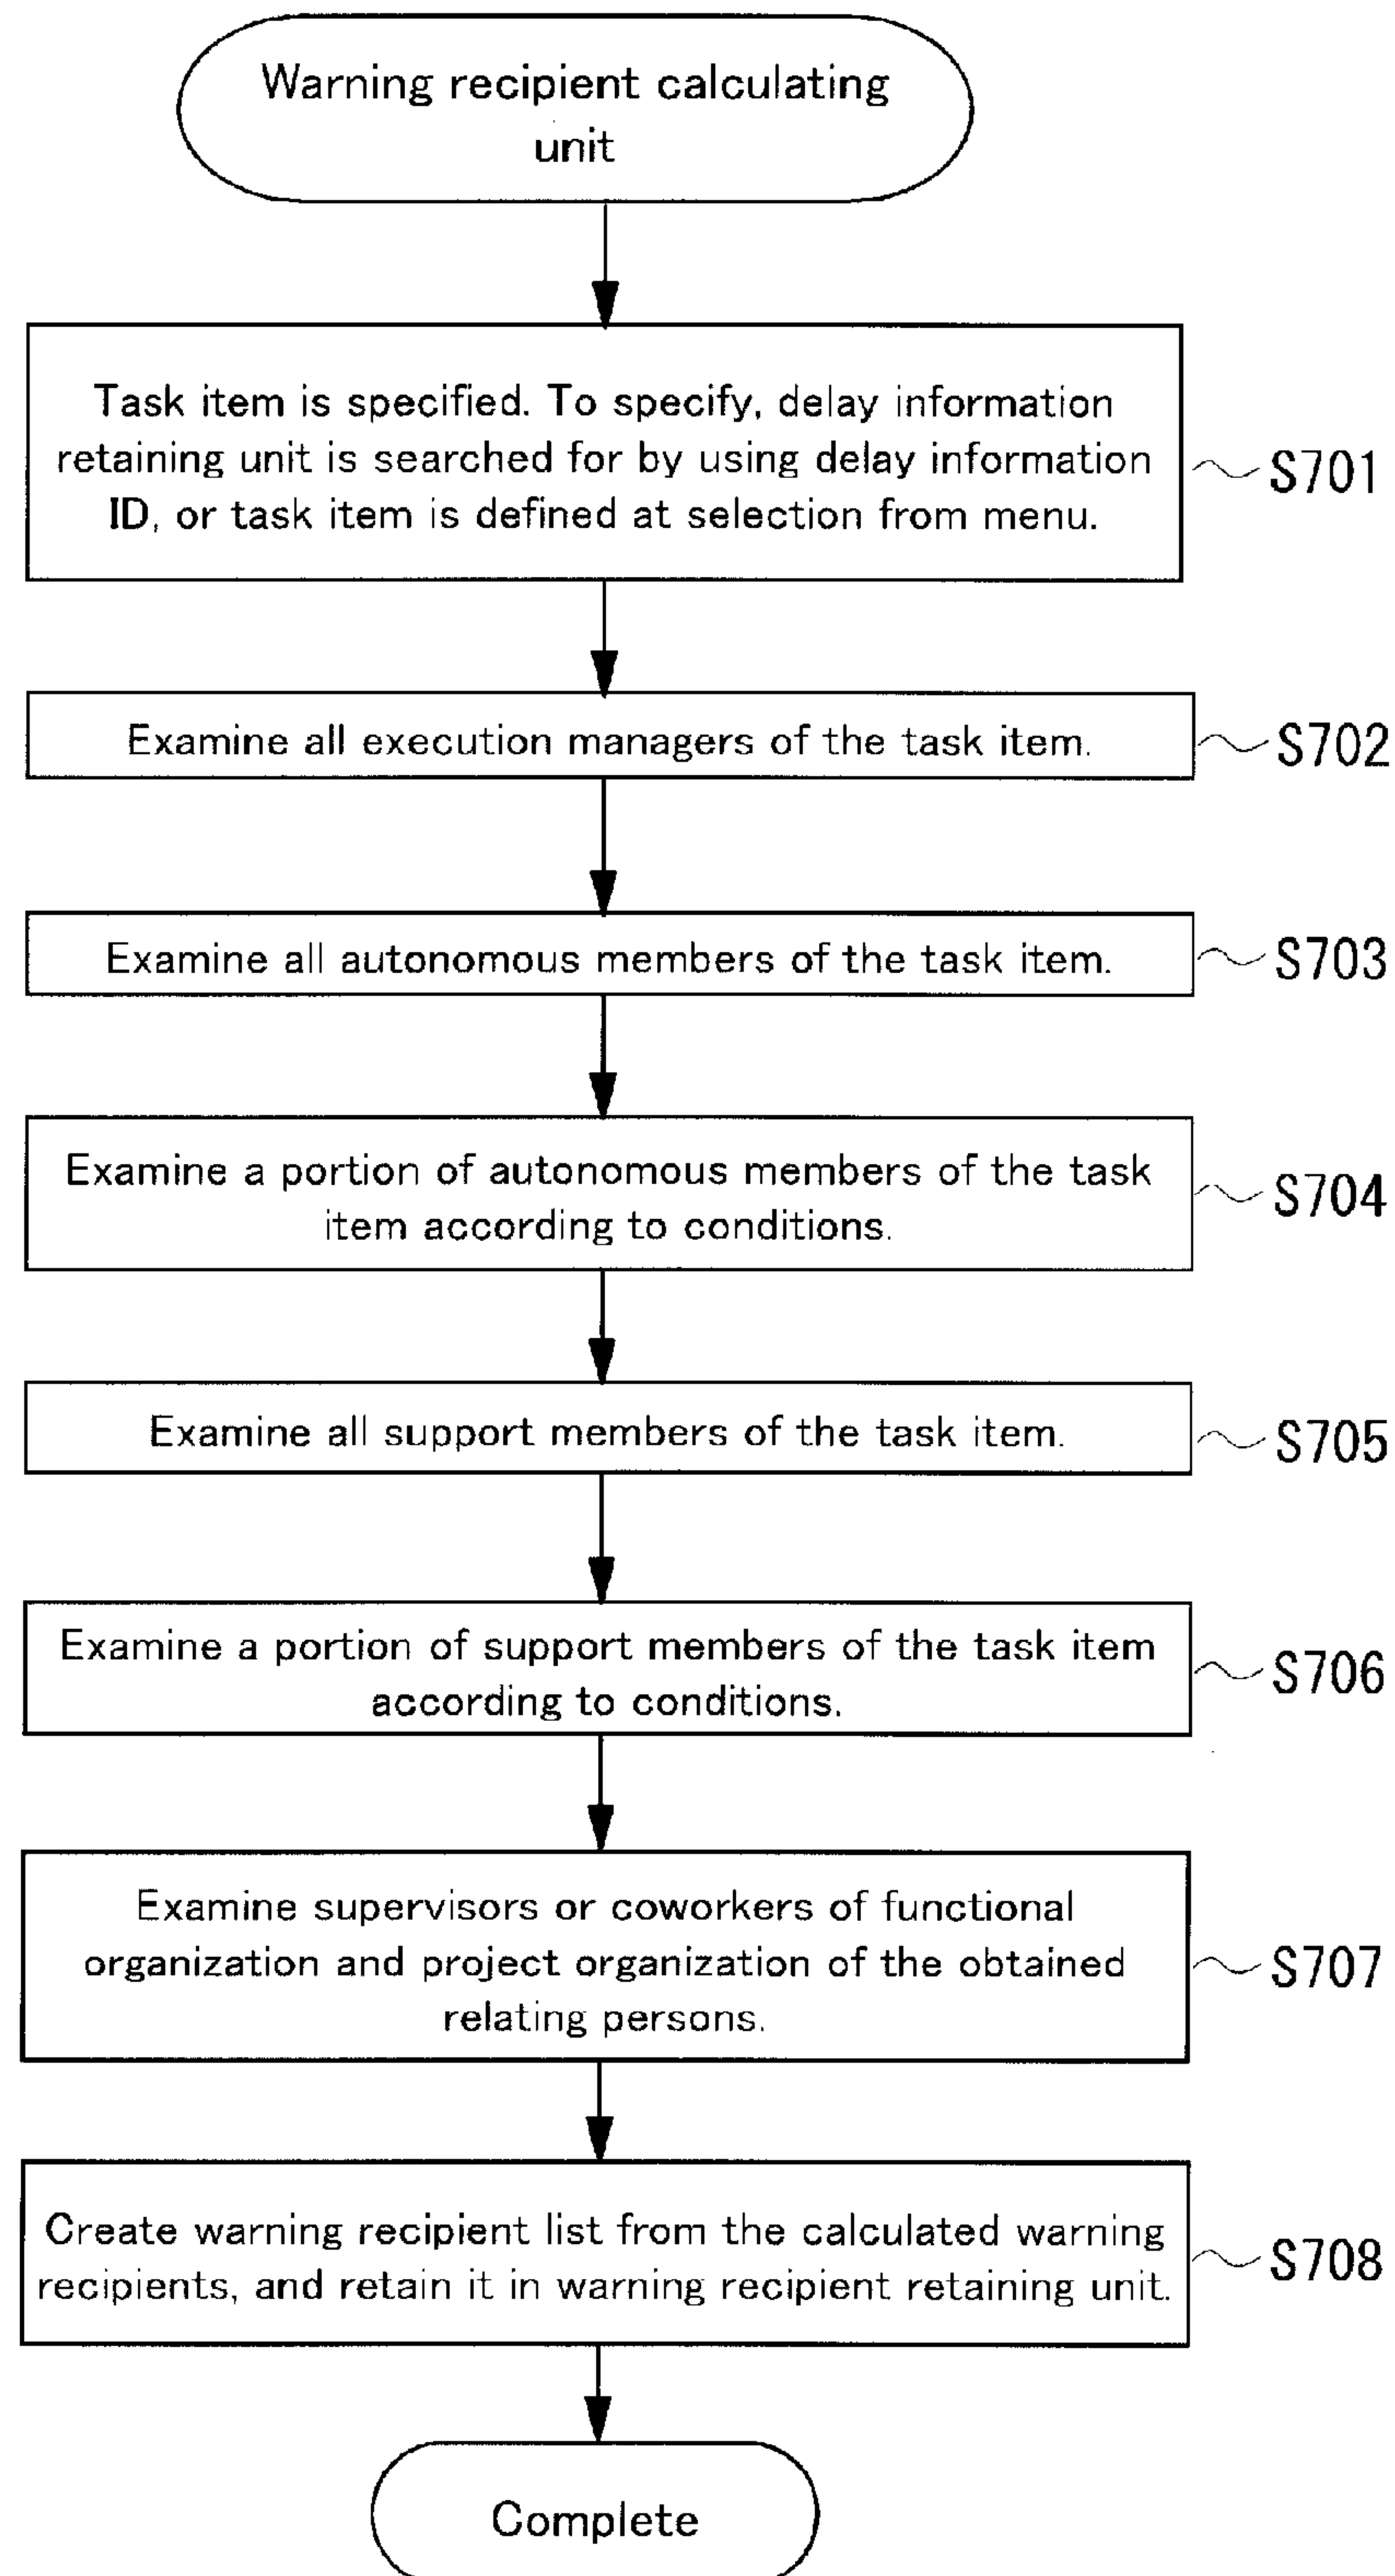 Warning recipient calculating
unit
Task item is specified. To specify, delay information
retaining unit is searched for by using delay information
ID, or task item is defined at selection from menu.
S701
Examine all execution managers of the task item.
S702
Examine all autonomous members of the task item.
S703
Examine a portion of autonomous members of the task
item according to conditions.
S704
Examine all support members of the task item.
S705
Examine a portion of support members of the task item
according to conditions.
S706
Examine supervisors or coworkers of functional
organization and project organization of the obtained
relating persons.
S707
Create warning recipient list from the calculated warning
recipients, and retain it in warning recipient retaining unit.
S708
Complete